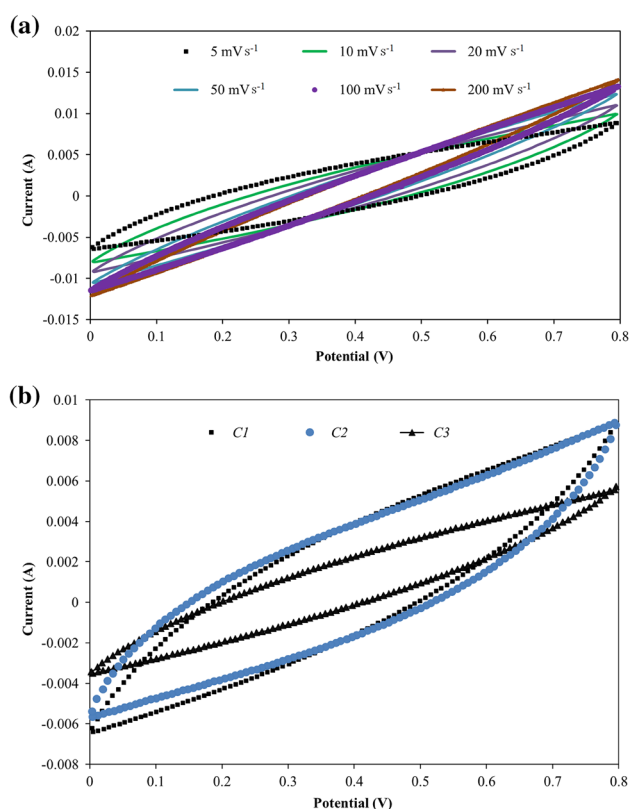 (a)
0.02
0.015
0.01
0.005
0
-0.005
-0.01
-0.015
Current (A)
5 mV s⁻¹ 10 mV s⁻¹ 20 mV s⁻¹
50 mV s⁻¹ 100 mV s⁻¹ 200 mV s⁻¹
0 0.1 0.2 0.3 0.4 0.5 0.6 0.7 0.8
Potential (V)
(b)
0.01
0.008
0.006
0.004
0.002
0
-0.002
-0.004
-0.006
-0.008
Current (A)
C1 C2 C3
0 0.1 0.2 0.3 0.4 0.5 0.6 0.7 0.8
Potential (V)